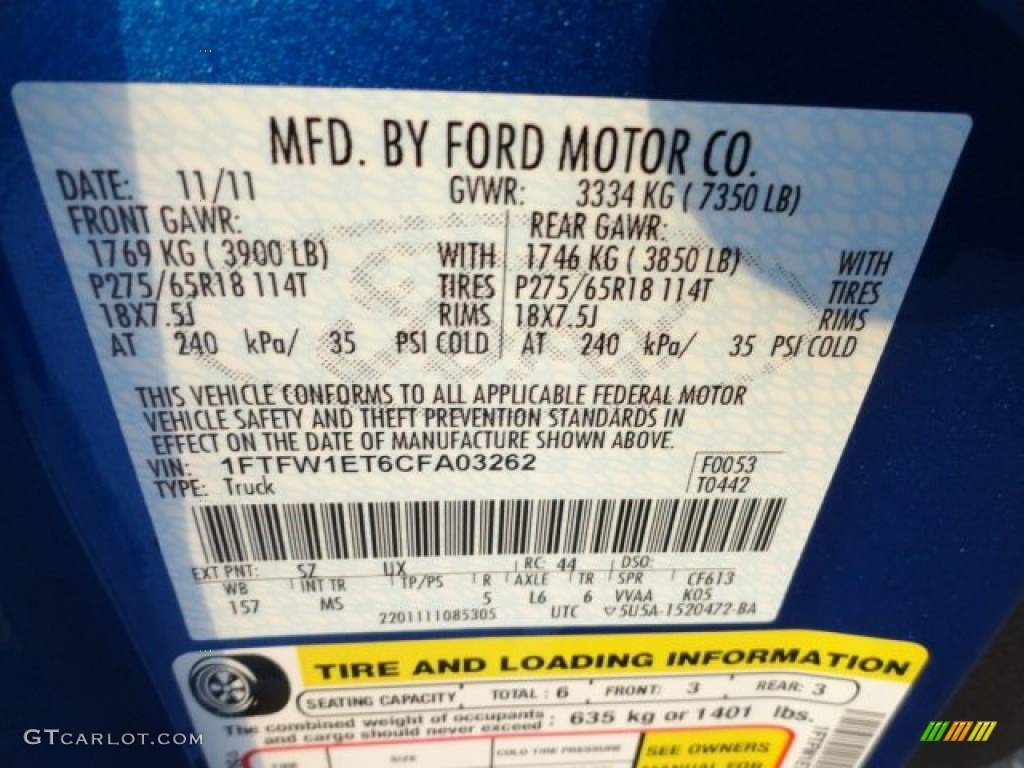 MFD. BY FORD MOTOR CO.
DATE: 11/11 GVWR: 3334 KG ( 7350 LB)
FRONT GAWR: REAR GAWR:
1769 KG ( 3900 LB) WITH 1746 KG ( 3850 LB) WITH
P275/65R18 114T TIRES P275/65R18 114T TIRES
18X7.5J RIMS 18X7.5J RIMS
AT 240 kPa/ 35 PSI COLD AT 240 kPa/ 35 PSI COLD
THIS VEHICLE CONFORMS TO ALL APPLICABLE FEDERAL MOTOR
VEHICLE SAFETY AND THEFT PREVENTION STANDARDS IN
EFFECT ON THE DATE OF MANUFACTURE SHOWN ABOVE.
VIN: 1FTFW1ET6CFA03262 F0053
TYPE: Truck T0442
EXT PNT: SZ UX RC: 44 DSO:
WB INT TR TP/PS R AXLE TR SPR CF613
157 MS 5 L6 6 VVAA K05
2201111085305 UTC ▽5U5A-1520472-BA
TIRE AND LOADING INFORMATION
SEATING CAPACITY TOTAL : 6 FRONT: 3 REAR: 3
The combined weight of occupants : 635 kg or 1401 lbs.
and cargo should never exceed
TIRE SIZE COLD TIRE PRESSURE SEE OWNERS
MANUAL FOR
GTCarLot.com